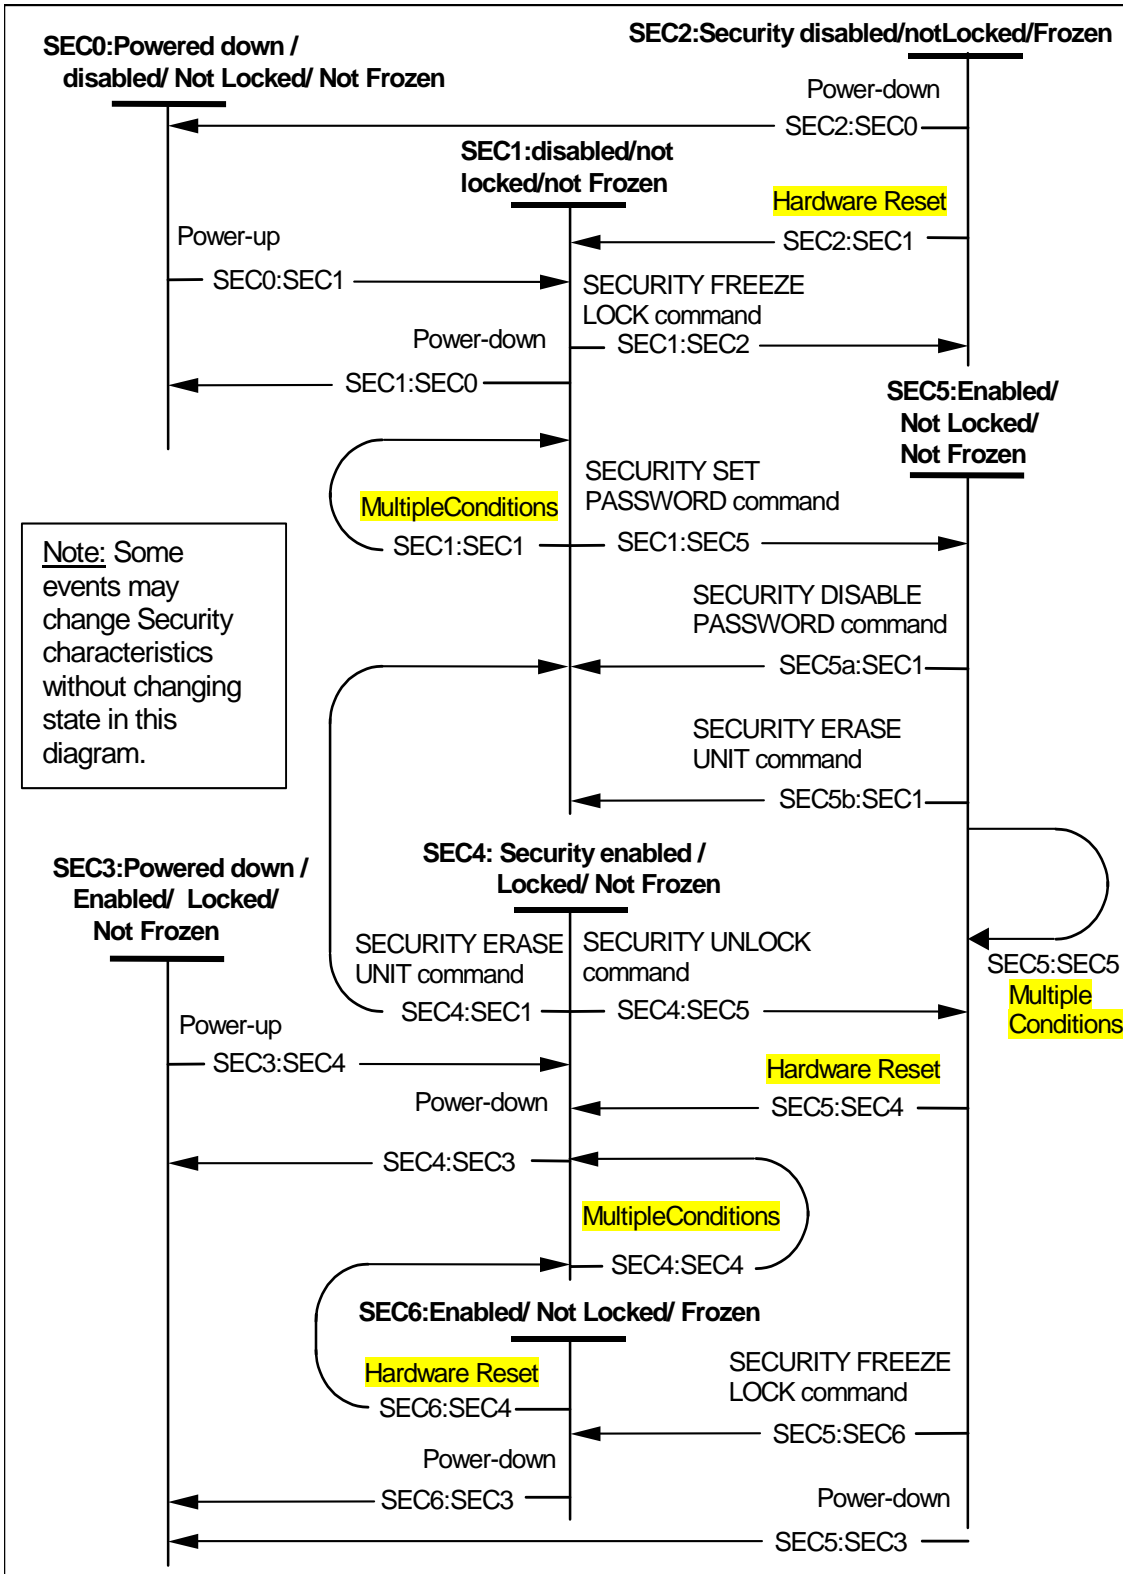 SEC0:Powered down /
disabled/ Not Locked/ Not Frozen
SEC2:Security disabled/notLocked/Frozen
Power-down
SEC2:SEC0
SEC1:disabled/not
locked/not Frozen
Hardware Reset
SEC2:SEC1
Power-up
SEC0:SEC1
SECURITY FREEZE
LOCK command
Power-down
SEC1:SEC2
SEC1:SEC0
SEC5:Enabled/
Not Locked/
Not Frozen
SECURITY SET
PASSWORD command
MultipleConditions
SEC1:SEC1
SEC1:SEC5
Note: Some
events may
change Security
characteristics
without changing
state in this
diagram.
SECURITY DISABLE
PASSWORD command
SEC5a:SEC1
SECURITY ERASE
UNIT command
SEC5b:SEC1
SEC3:Powered down /
Enabled/ Locked/
Not Frozen
SEC4: Security enabled /
Locked/ Not Frozen
SECURITY ERASE
UNIT command
SECURITY UNLOCK
command
SEC5:SEC5
Multiple
Conditions
SEC4:SEC1
SEC4:SEC5
Power-up
SEC3:SEC4
Hardware Reset
Power-down
SEC5:SEC4
SEC4:SEC3
MultipleConditions
SEC4:SEC4
SEC6:Enabled/ Not Locked/ Frozen
Hardware Reset
SEC6:SEC4
SECURITY FREEZE
LOCK command
SEC5:SEC6
Power-down
SEC6:SEC3
Power-down
SEC5:SEC3